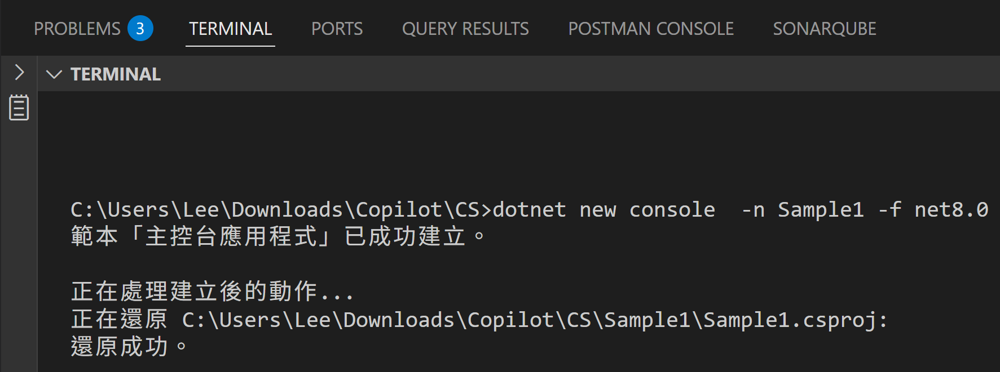 PROBLEMS 3 TERMINAL PORTS QUERY RESULTS POSTMAN CONSOLE SONARQUBE
TERMINAL
C:\Users\Lee\Downloads\Copilot\CS>dotnet new console  -n Sample1 -f net8.0
範本「主控台應用程式」已成功建立。
正在處理建立後的動作...
正在還原 C:\Users\Lee\Downloads\Copilot\CS\Sample1\Sample1.csproj:
還原成功。